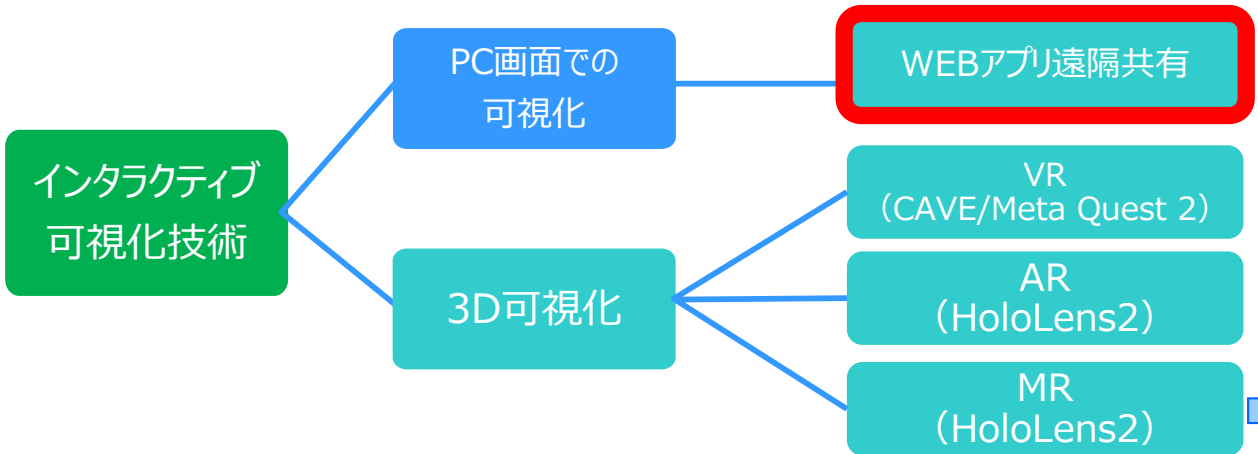 インタラクティブ
可視化技術
PC画面での
可視化
3D可視化
WEBアプリ遠隔共有
VR
（CAVE/Meta Quest 2）
AR
（HoloLens2）
MR
（HoloLens2）